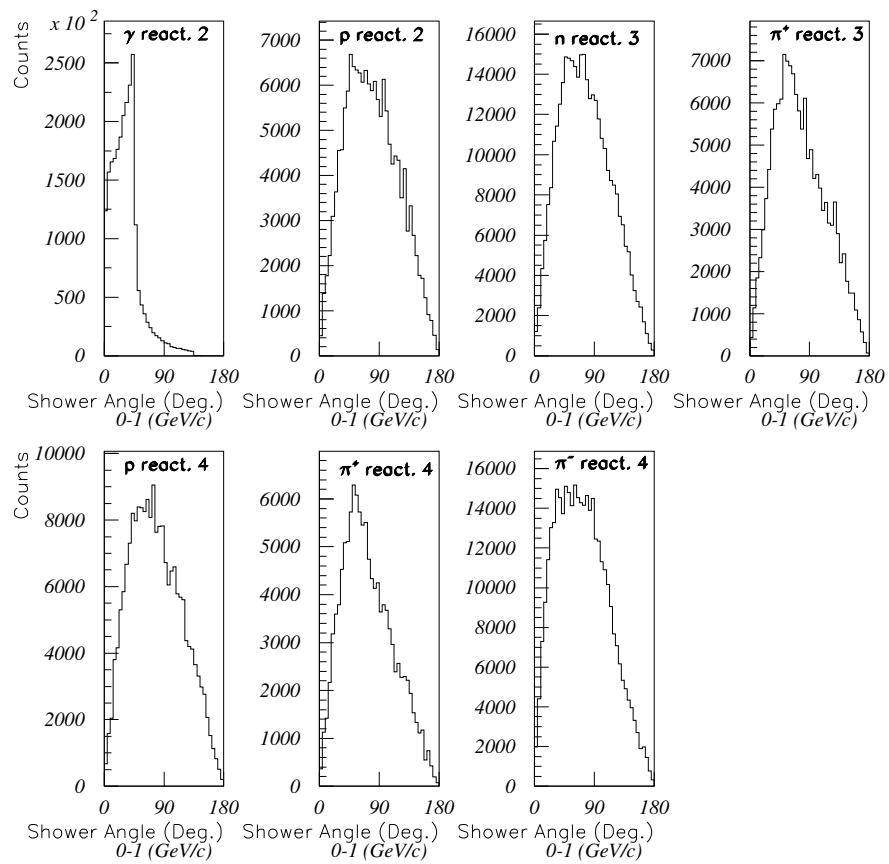 x 10 2
γ react. 2
Counts
2500
2000
1500
1000
500
0
0 180
Shower Angle (Deg.)
0-1 (GeV/c)
p react. 2
7000
6000
5000
4000
3000
2000
1000
0
0 90 180
Shower Angle (Deg.)
0-1 (GeV/c)
n react. 3
16000
14000
12000
10000
8000
6000
4000
2000
0
0 90 180
Shower Angle (Deg.)
0-1 (GeV/c)
π+ react. 3
7000
6000
5000
4000
3000
2000
1000
0
0 90 180
Shower Angle (Deg.)
0-1 (GeV/c)
p react. 4
Counts
10000
8000
6000
4000
2000
0
0 90 180
Shower Angle (Deg.)
0-1 (GeV/c)
π+ react. 4
6000
5000
4000
3000
2000
1000
0
0 90 180
Shower Angle (Deg.)
0-1 (GeV/c)
π- react. 4
16000
14000
12000
10000
8000
6000
4000
2000
0
0 90 180
Shower Angle (Deg.)
0-1 (GeV/c)